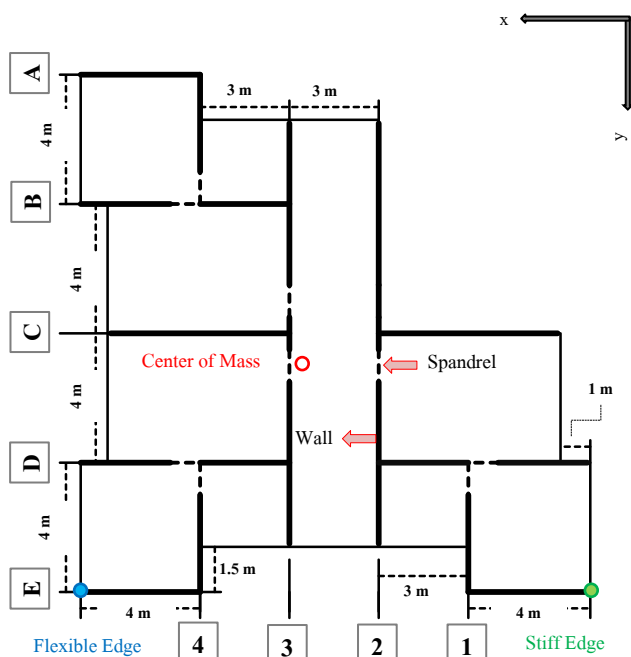 x
y
A
3 m
3 m
4 m
B
4 m
C
Center of Mass
Spandrel
1 m
4 m
Wall
D
4 m
1.5 m
3 m
E
4 m
4 m
Flexible Edge
4
3
2
1
Stiff Edge